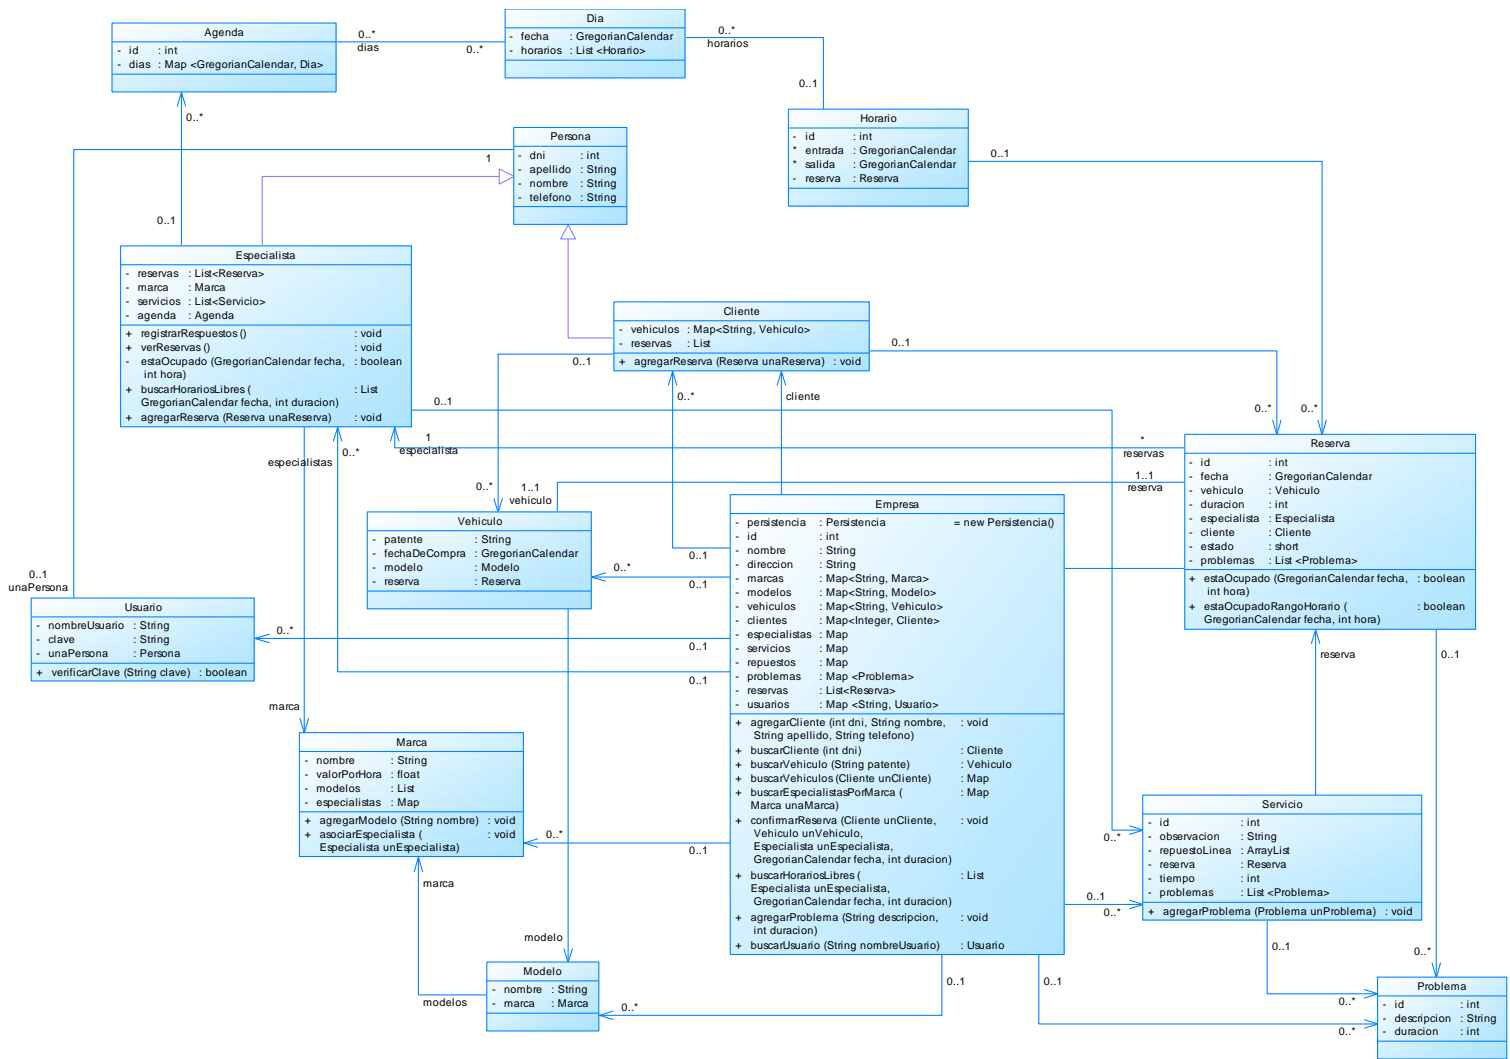 Agenda
- id : int
- dias : Map <GregorianCalendar, Dia>
0..*
dias
0..*
Dia
- fecha : GregorianCalendar
- horarios : List <Horario>
0..*
horarios
0..1
Horario
- id : int
* entrada : GregorianCalendar
* salida : GregorianCalendar
- reserva : Reserva
0..1
0..*
0..1
Persona
- dni : int
- apellido : String
- nombre : String
- telefono : String
1
Especialista
- reservas : List<Reserva>
- marca : Marca
- servicios : List<Servicio>
- agenda : Agenda
+ registrarRespuestos () : void
+ verReservas () : void
- estaOcupado (GregorianCalendar fecha, : boolean
int hora)
+ buscarHorariosLibres ( : List
GregorianCalendar fecha, int duracion)
+ agregarReserva (Reserva unaReserva) : void
Cliente
- vehiculos : Map<String, Vehiculo>
- reservas : List
+ agregarReserva (Reserva unaReserva) : void
0..1
0..1
0..*
cliente
0..1
0..*
0..*
especialistas
0..*
1
especialista
*
reservas
0..*
1..1
vehiculo
1..1
reserva
Reserva
- id : int
- fecha : GregorianCalendar
- vehiculo : Vehiculo
- duracion : int
- especialista : Especialista
- cliente : Cliente
- estado : short
- problemas : List <Problema>
+ estaOcupado (GregorianCalendar fecha, : boolean
int hora)
+ estaOcupadoRangoHorario ( : boolean
GregorianCalendar fecha, int hora)
Vehiculo
- patente : String
- fechaDeCompra : GregorianCalendar
- modelo : Modelo
- reserva : Reserva
Empresa
- persistencia : Persistencia = new Persistencia()
- id : int
- nombre : String
- direccion : String
- marcas : Map<String, Marca>
- modelos : Map<String, Modelo>
- vehiculos : Map<String, Vehiculo>
- clientes : Map<Integer, Cliente>
- especialistas : Map
- servicios : Map
- repuestos : Map
- problemas : Map <Problema>
- reservas : List<Reserva>
- usuarios : Map <String, Usuario>
+ agregarCliente (int dni, String nombre, : void
String apellido, String telefono)
+ buscarCliente (int dni) : Cliente
+ buscarVehiculo (String patente) : Vehiculo
+ buscarVehiculos (Cliente unCliente) : Map
+ buscarEspecialistasPorMarca ( : Map
Marca unaMarca)
+ confirmarReserva (Cliente unCliente, : void
Vehiculo unVehiculo,
Especialista unEspecialista,
GregorianCalendar fecha, int duracion)
+ buscarHorariosLibres ( : List
Especialista unEspecialista,
GregorianCalendar fecha, int duracion)
+ agregarProblema (String descripcion, : void
int duracion)
+ buscarUsuario (String nombreUsuario) : Usuario
0..1
0..*
0..1
0..1
unaPersona
Usuario
- nombreUsuario : String
- clave : String
- unaPersona : Persona
+ verificarClave (String clave) : boolean
0..*
0..1
0..1
reserva
0..1
marca
Marca
- nombre : String
- valorPorHora : float
- modelos : List
- especialistas : Map
+ agregarModelo (String nombre) : void
+ asociarEspecialista ( : void
Especialista unEspecialista)
0..*
0..1
marca
Servicio
- id : int
- observacion : String
- repuestoLinea : ArrayList
- reserva : Reserva
- tiempo : int
- problemas : List <Problema>
+ agregarProblema (Problema unProblema) : void
0..*
0..1
0..*
modelo
Modelo
- nombre : String
- marca : Marca
modelos
0..*
0..1
0..1
0..1
0..*
0..*
0..*
Problema
- id : int
- descripcion : String
- duracion : int